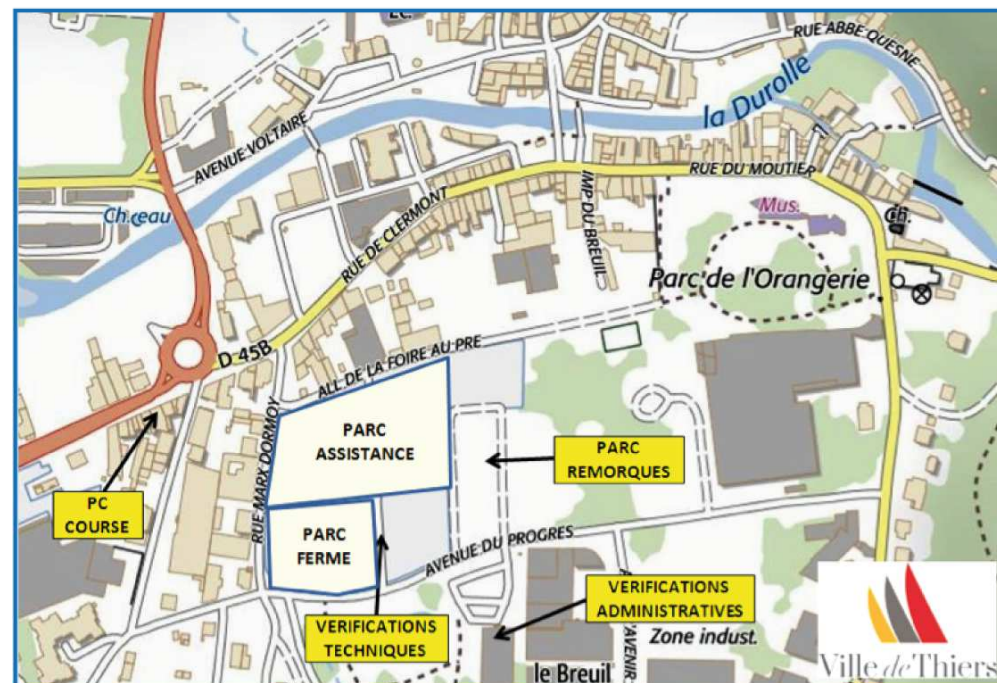 RUE ABBE QUESNE
la Durolle
AVENUE VOLTAIRE
RUE DU MOUTIER
Mus.
Ch.
RUE DE CLERMONT
IMP DU BREUIL
Parc de l'Orangerie
D 45B
ALL. DE LA FOIRE AU PRE
RUE MARX DORMOY
PARC
ASSISTANCE
PARC
REMORQUES
PC
COURSE
PARC
FERME
AVENUE DU PROGRES
VERIFICATIONS
TECHNIQUES
VERIFICATIONS
ADMINISTRATIVES
Zone indust.
le Breuil
Ville de Thiers